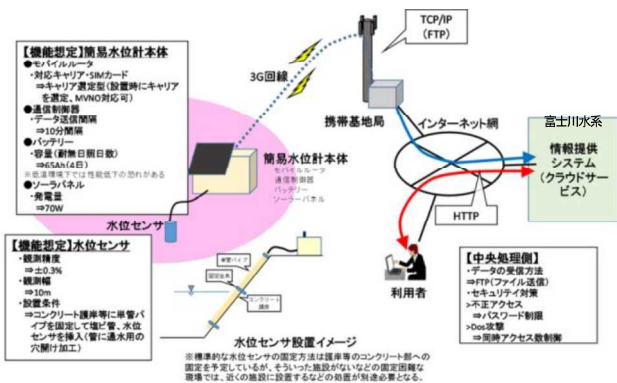 【機能想定】簡易水位計本体
●モバイルルータ
・対応キャリア・SIMカード
⇒キャリア選定型(設置時にキャリア
を選定、MVNO対応可)
●通信制御器
・データ送信間隔
⇒10分間隔
●バッテリー
・容量(耐無日照日数)
⇒65Ah(4日)
※低温環境下では性能低下の恐れがある
●ソーラパネル
・発電量
⇒70W
TCP/IP
(FTP)
3G回線
携帯基地局
インターネット網
富士川水系
情報提供
システム
(クラウドサー
ビス)
簡易水位計本体
モバイルルータ
通信制御器
バッテリー
ソーラーパネル
水位センサ
HTTP
利用者
【機能想定】水位センサ
・観測精度
⇒±0.3%
・観測幅
⇒10m
・設置条件
⇒コンクリート護岸等に単管パ
イプを固定して塩ビ管、水位
センサを挿入(管に通水用の
穴開け加工)
単管パイプ
固定金具
コンクリート
護岸
水位センサ設置イメージ
※標準的な水位センサの固定方法は護岸等のコンクリート部への
固定を予定しているが、そういった施設がないなどの固定困難な
現場では、近くの施設に設置するなどの処置が別途必要となる。
【中央処理側】
・データの受信方法
⇒FTP(ファイル送信)
・セキュリテイ対策
>不正アクセス
⇒パスワード制限
>Dos攻撃
⇒同時アクセス数制御